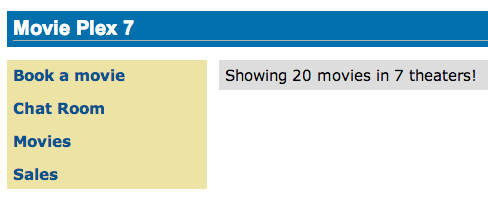 Movie Plex 7
Book a movie
Showing 20 movies in 7 theaters!
Chat Room
Movies
Sales